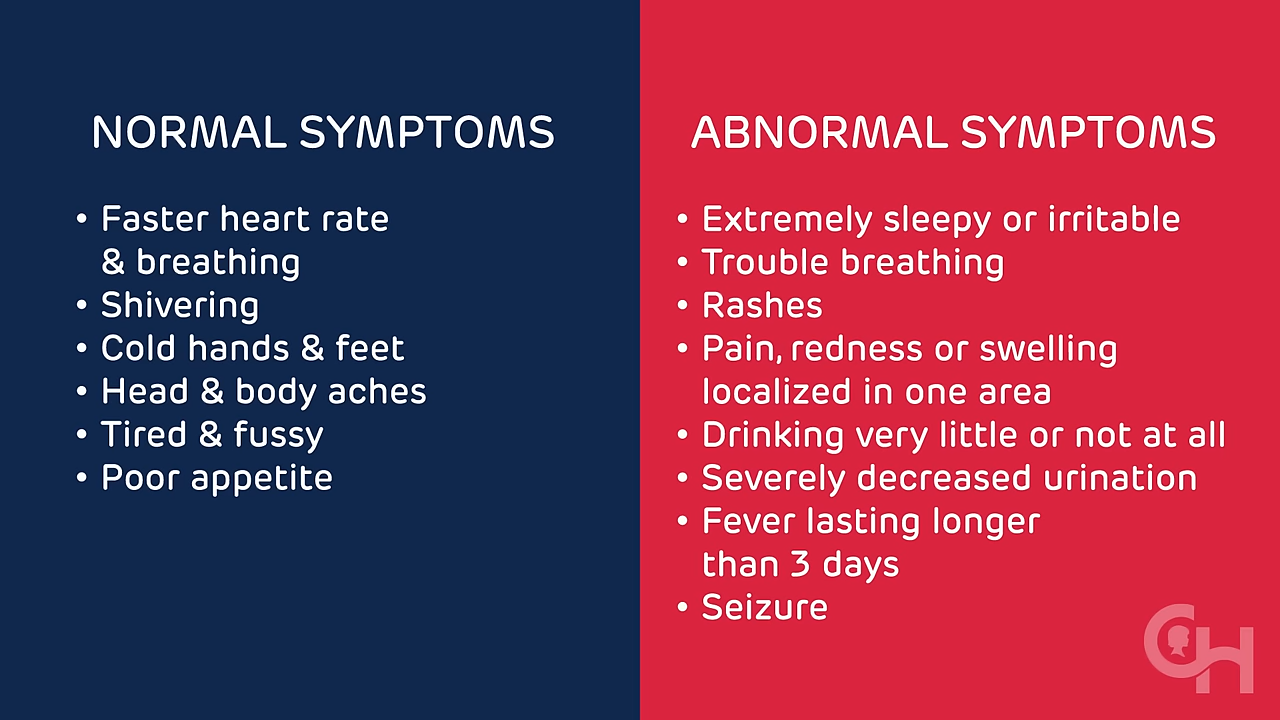 NORMAL SYMPTOMS
• Faster heart rate
& breathing
• Shivering
• Cold hands & feet
• Head & body aches
• Tired & fussy
• Poor appetite
ABNORMAL SYMPTOMS
• Extremely sleepy or irritable
• Trouble breathing
• Rashes
• Pain, redness or swelling
localized in one area
• Drinking very little or not at all
• Severely decreased urination
• Fever lasting longer
than 3 days
• Seizure
CH